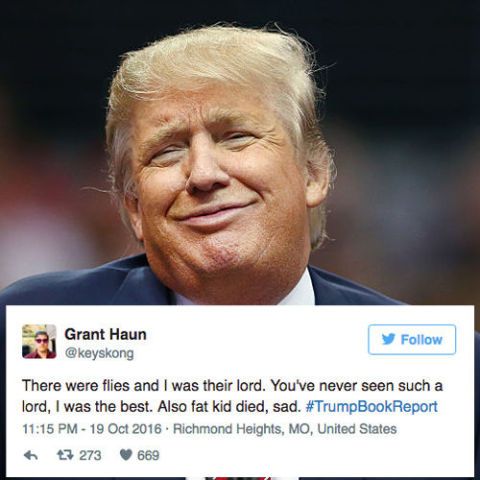 Grant Haun
Follow
@keyskong
There were flies and I was their lord. You've never seen such a
lord, I was the best. Also fat kid died, sad. #TrumpBookReport
11:15 PM - 19 Oct 2016 · Richmond Heights, MO, United States
273 669